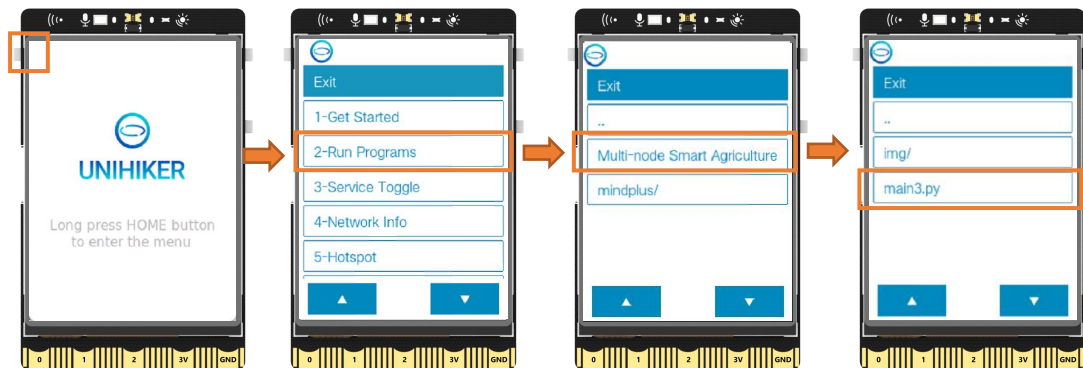 UNIHIKER
Long press HOME button
to enter the menu
0 1 2 3V GND
Exit
1-Get Started
2-Run Programs
3-Service Toggle
4-Network Info
5-Hotspot
0 1 2 3V GND
Exit
..
Multi-node Smart Agriculture
mindplus/
0 1 2 3V GND
Exit
..
img/
main3.py
0 1 2 3V GND